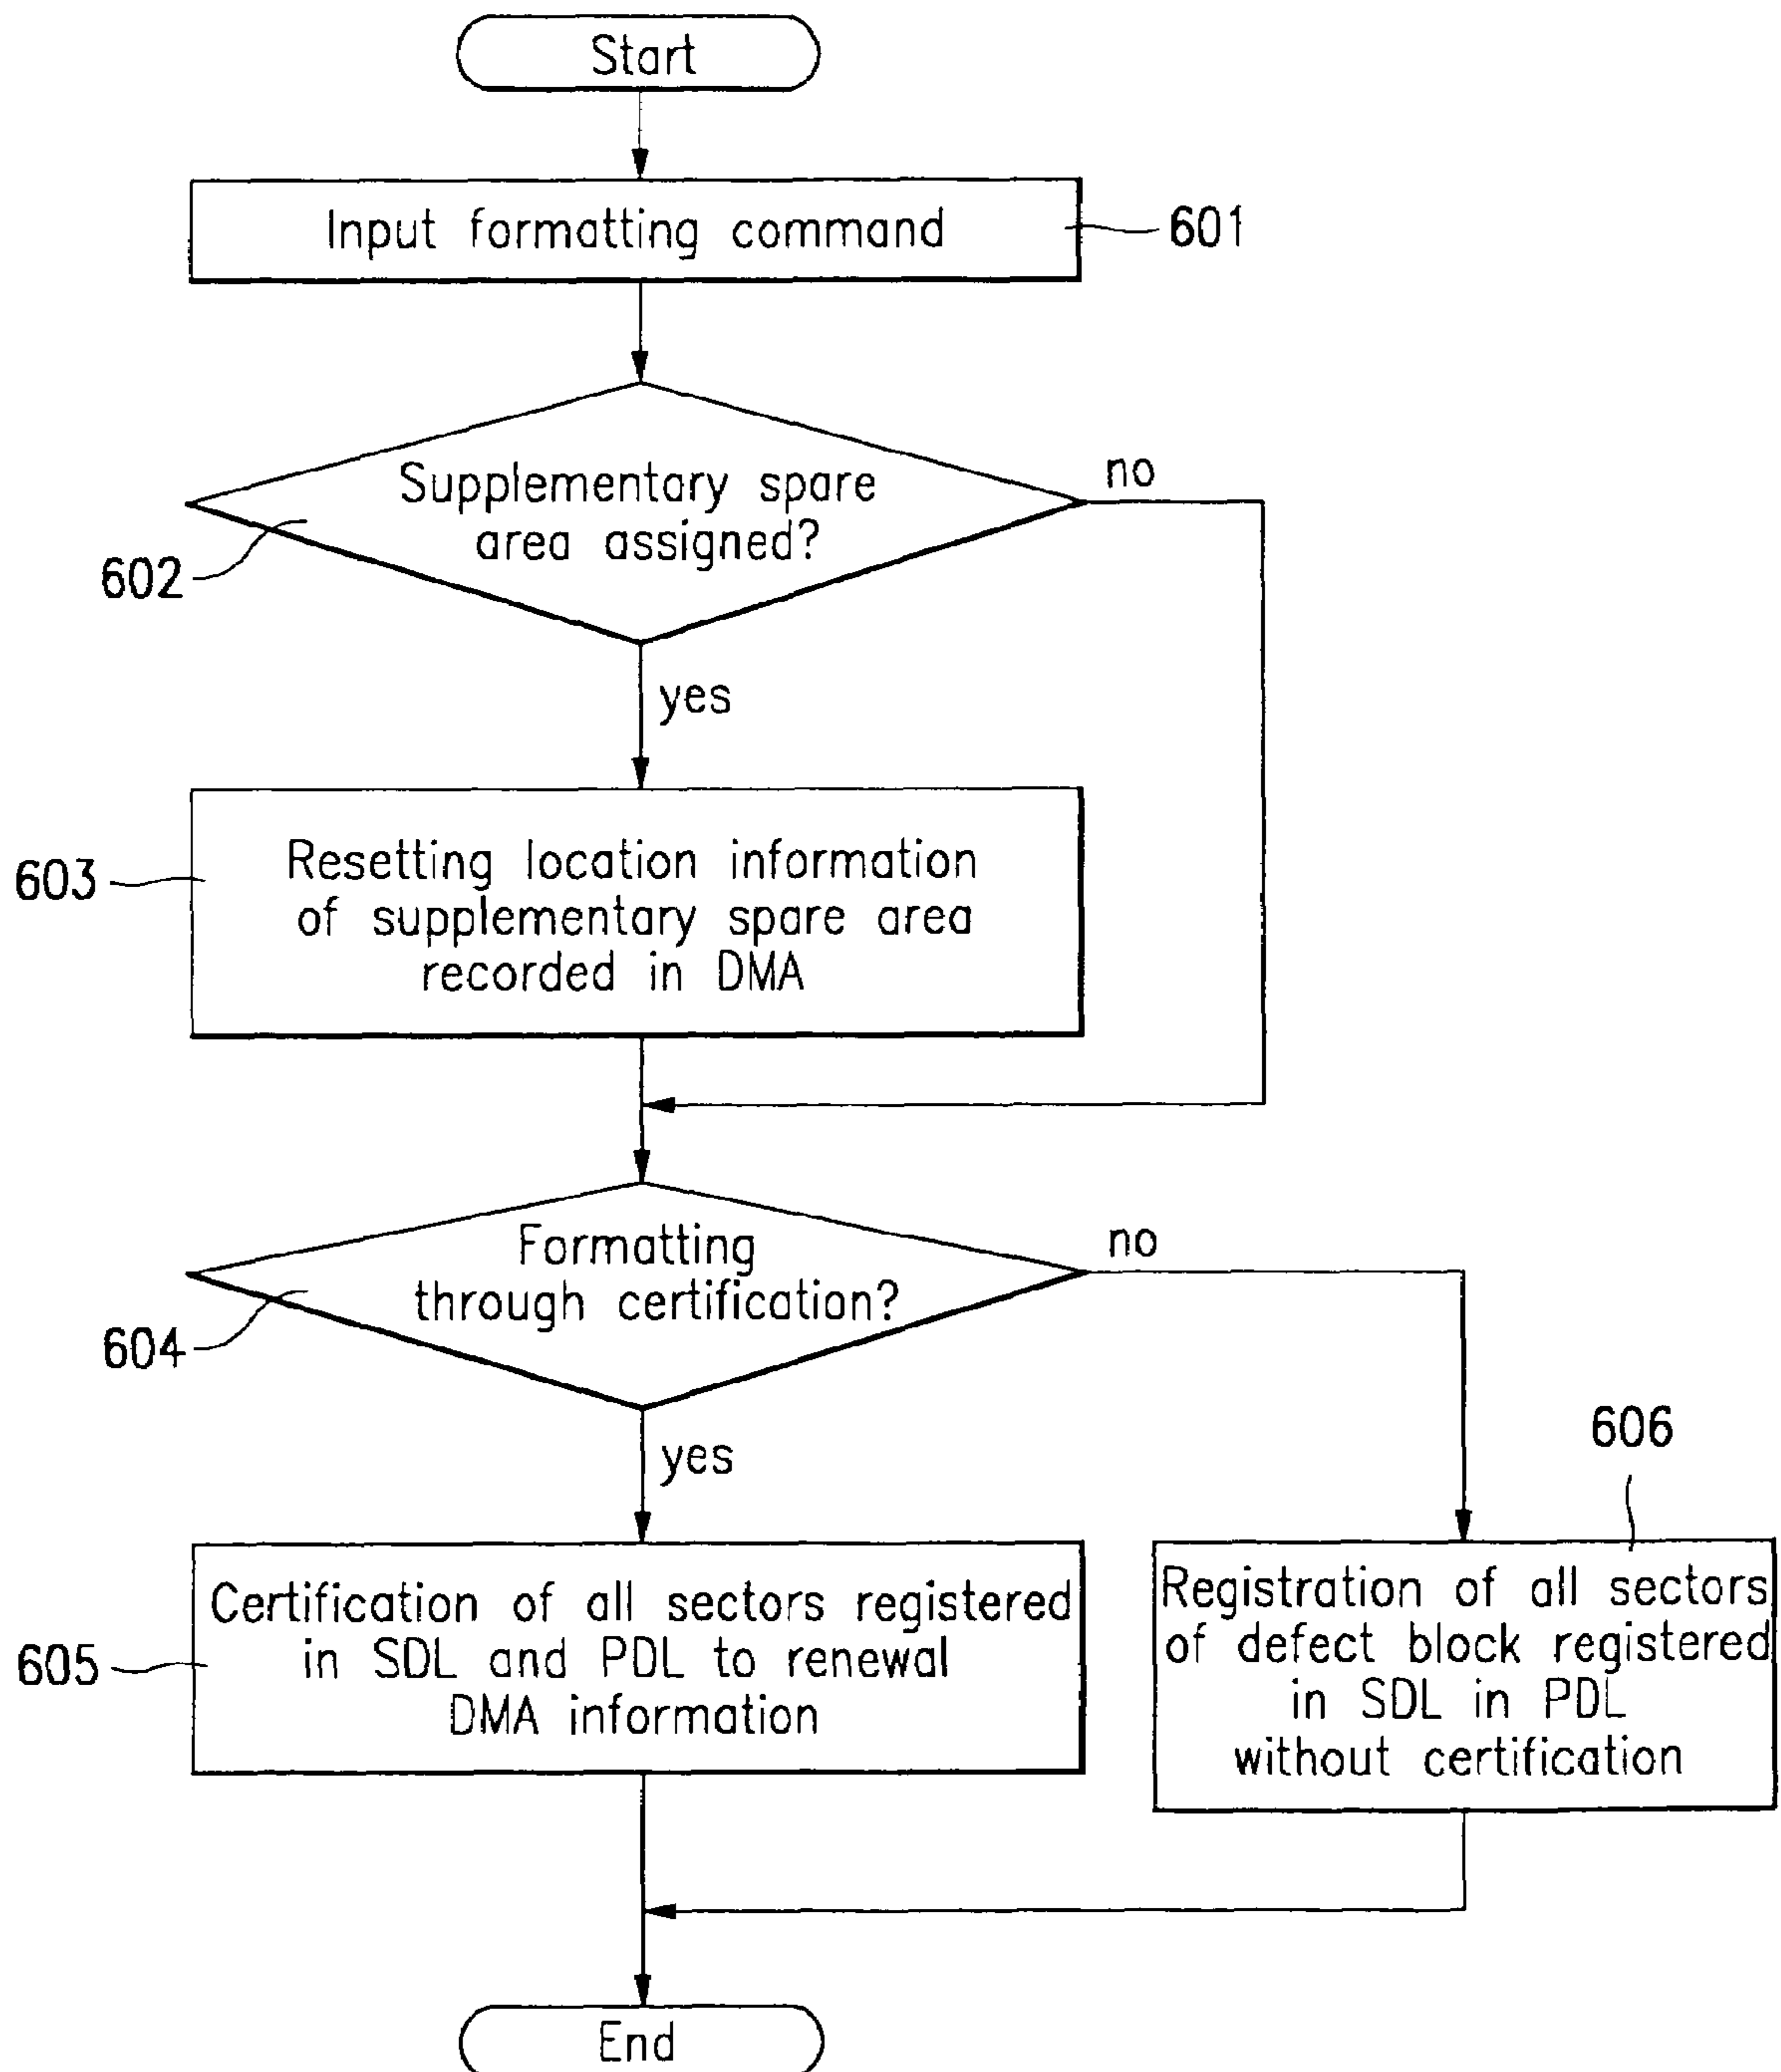 Start
Input formatting command
601
Supplementary spare
area assigned?
no
602
yes
Resetting location information
of supplementary spare area
recorded in DMA
603
Formatting
through certification?
no
604
yes
606
Certification of all sectors registered
in SDL and PDL to renewal
DMA information
605
Registration of all sectors
of defect block registered
in SDL in PDL
without certification
End